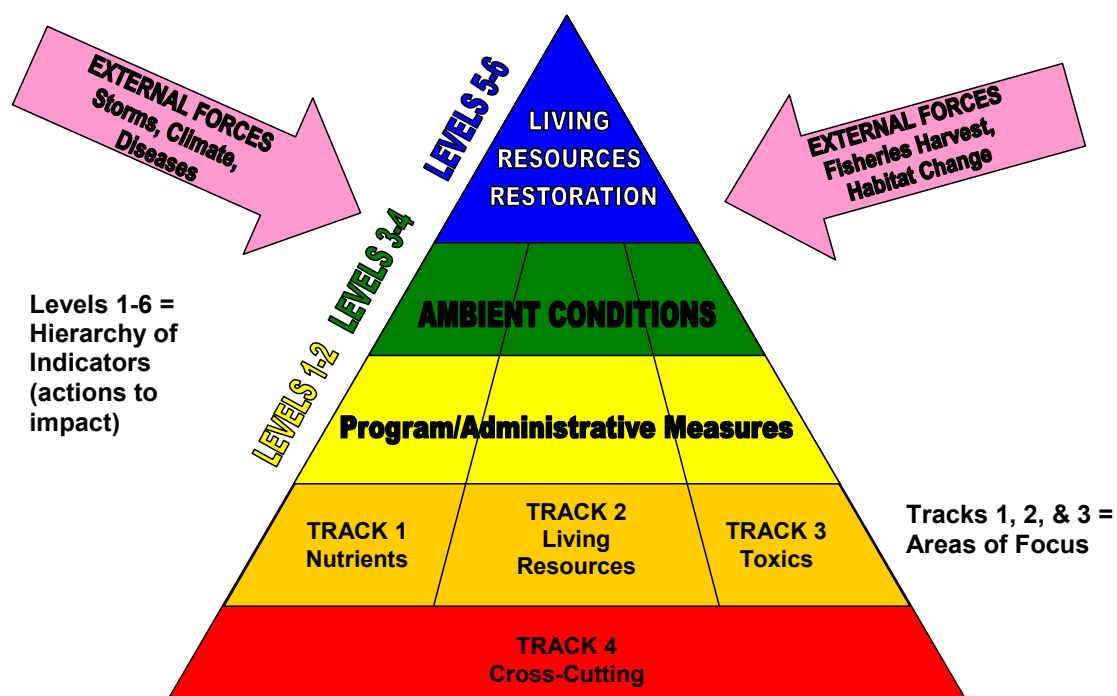 EXTERNAL FORCES
Storms, Climate,
Diseases
LEVELS 5-6
LIVING
RESOURCES
RESTORATION
EXTERNAL FORCES
Fisheries Harvest,
Habitat Change
LEVELS 3-4
AMBIENT CONDITIONS
Levels 1-6 =
Hierarchy of
Indicators
(actions to
impact)
LEVELS 1-2
Program/Administrative Measures
TRACK 1
Nutrients
TRACK 2
Living
Resources
TRACK 3
Toxics
Tracks 1, 2, & 3 =
Areas of Focus
TRACK 4
Cross-Cutting